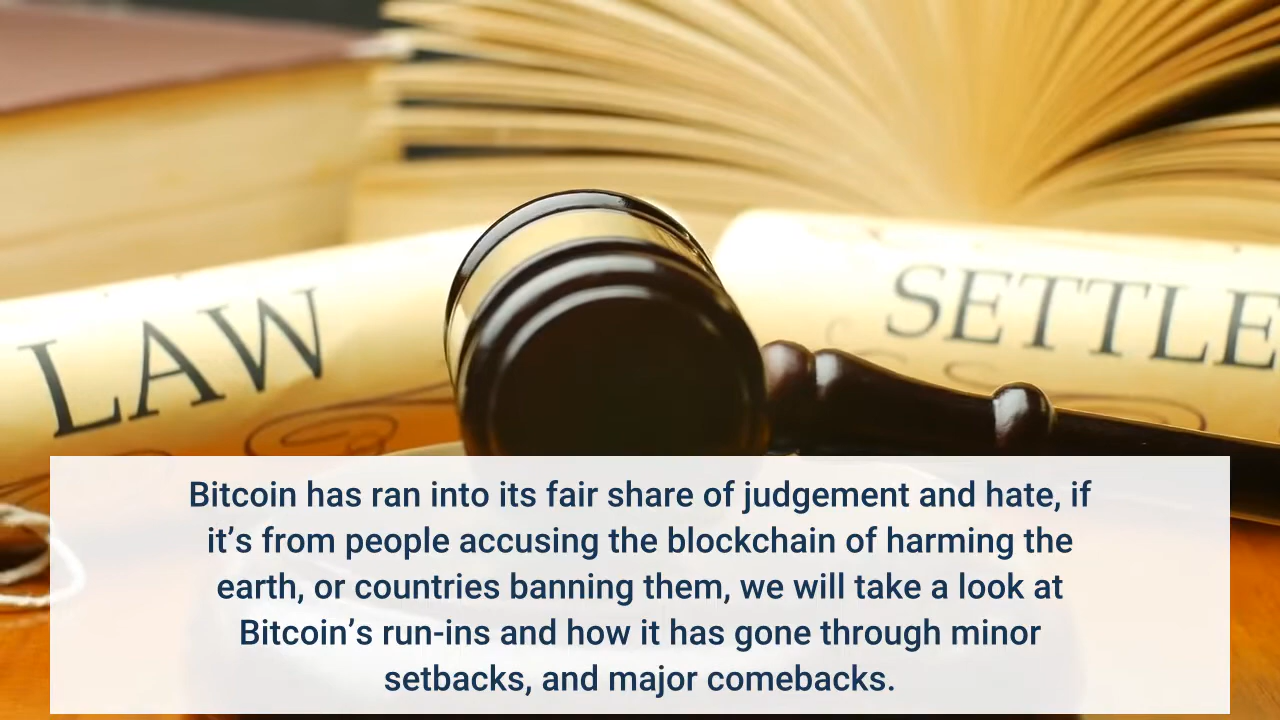 LAW
SETTLE
Bitcoin has ran into its fair share of judgement and hate, if
it’s from people accusing the blockchain of harming the
earth, or countries banning them, we will take a look at
Bitcoin’s run-ins and how it has gone through minor
setbacks, and major comebacks.